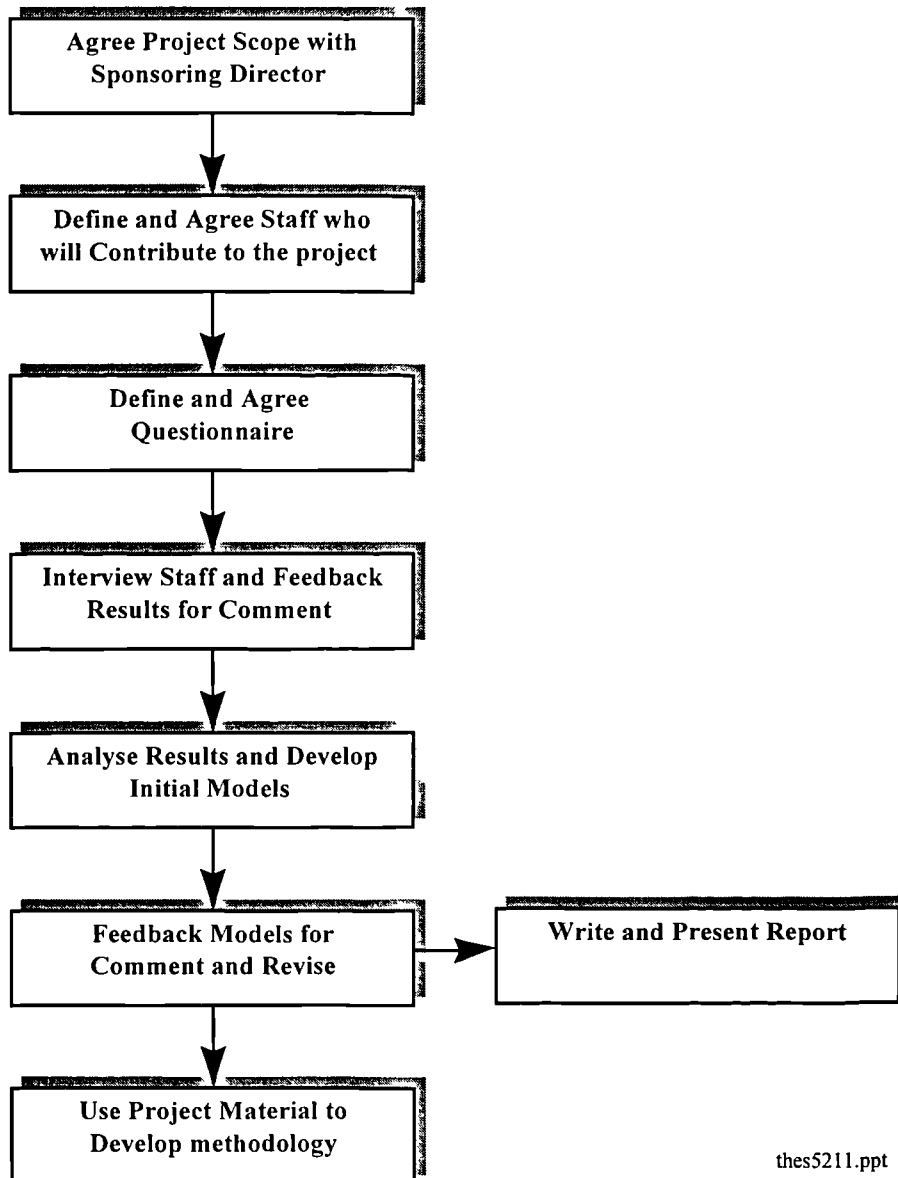 Agree Project Scope with
Sponsoring Director
Define and Agree Staff who
will Contribute to the project
Define and Agree
Questionnaire
Interview Staff and Feedback
Results for Comment
Analyse Results and Develop
Initial Models
Feedback Models for
Comment and Revise
Write and Present Report
Use Project Material to
Develop methodology
thes5211.ppt